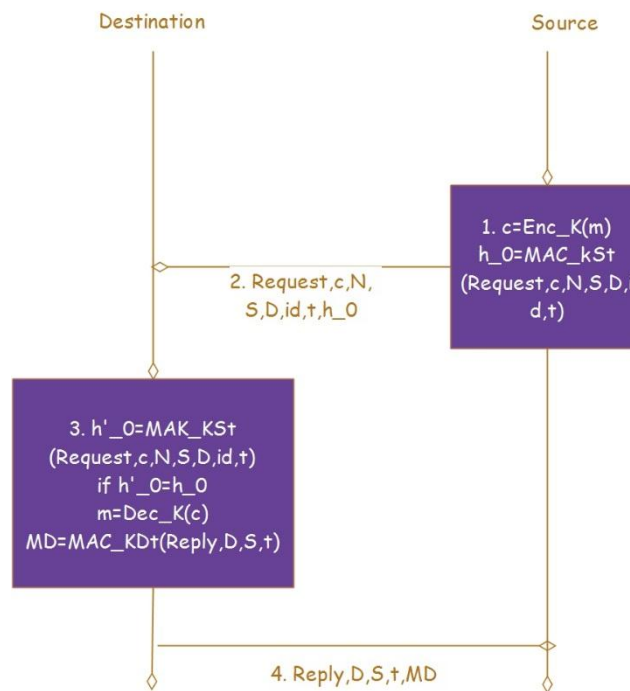 Destination
Source
1. c=Enc_K(m)
h_0=MAC_kSt
(Request,c,N,S,D,i
d,t)
2. Request,c,N,
S,D,id,t,h_0
3. h'_0=MAK_KSt
(Request,c,N,S,D,id,t)
if h'_0=h_0
m=Dec_K(c)
MD=MAC_KDt(Reply,D,S,t)
4. Reply,D,S,t,MD